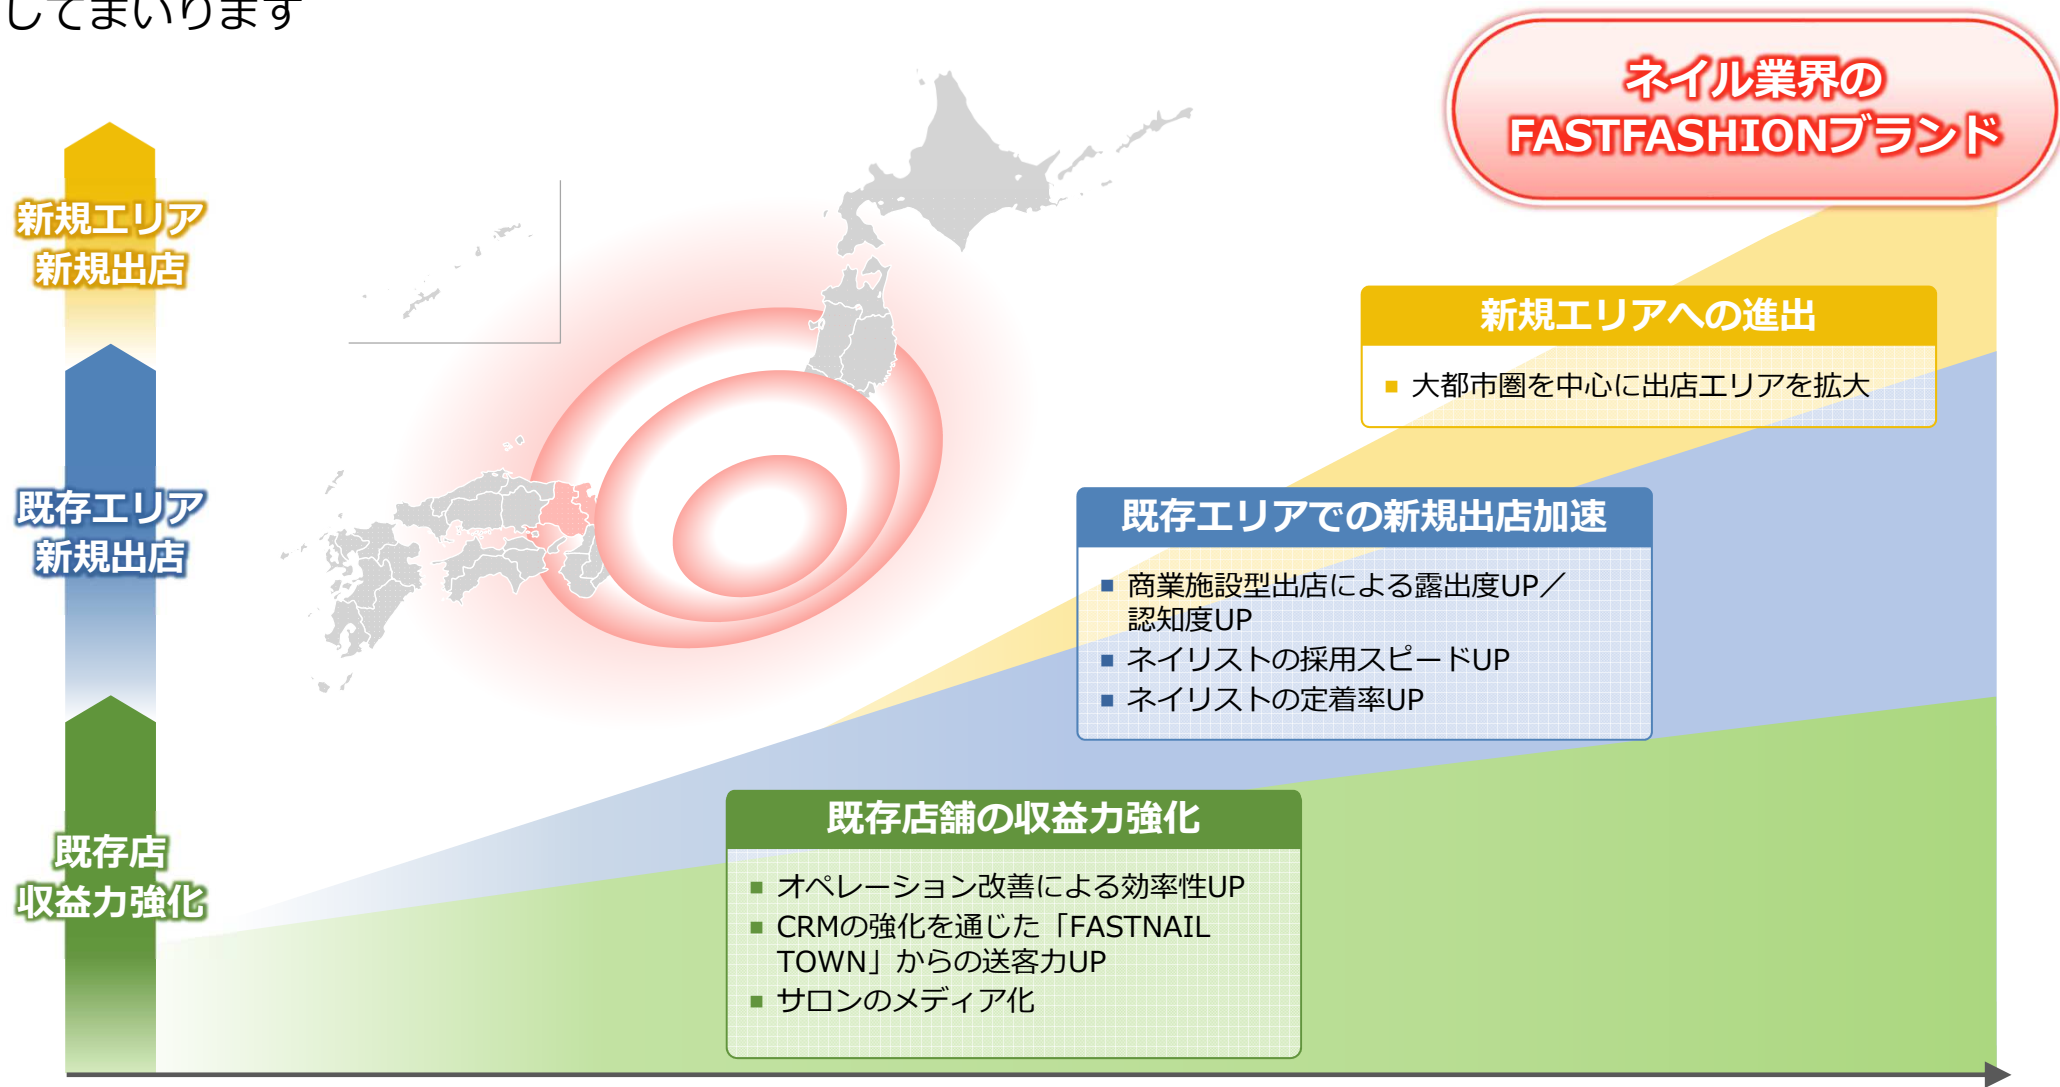 してまいります
ネイル業界の
FASTFASHIONブランド
新規エリア
新規出店
新規エリアへの進出
■ 大都市圏を中心に出店エリアを拡大
既存エリア
新規出店
既存エリアでの新規出店加速
■ 商業施設型出店による露出度UP／
認知度UP
■ ネイリストの採用スピードUP
■ ネイリストの定着率UP
既存店
収益力強化
既存店舗の収益力強化
■ オペレーション改善による効率性UP
■ CRMの強化を通じた「FASTNAIL
TOWN」からの送客力UP
■ サロンのメディア化